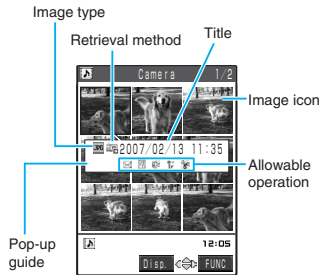 Image type
Retrieval method
Title
Camera 1/2
Image icon
2007/02/13 11:35
Allowable
operation
Pop-up
guide
12:05
Disp. FUNC